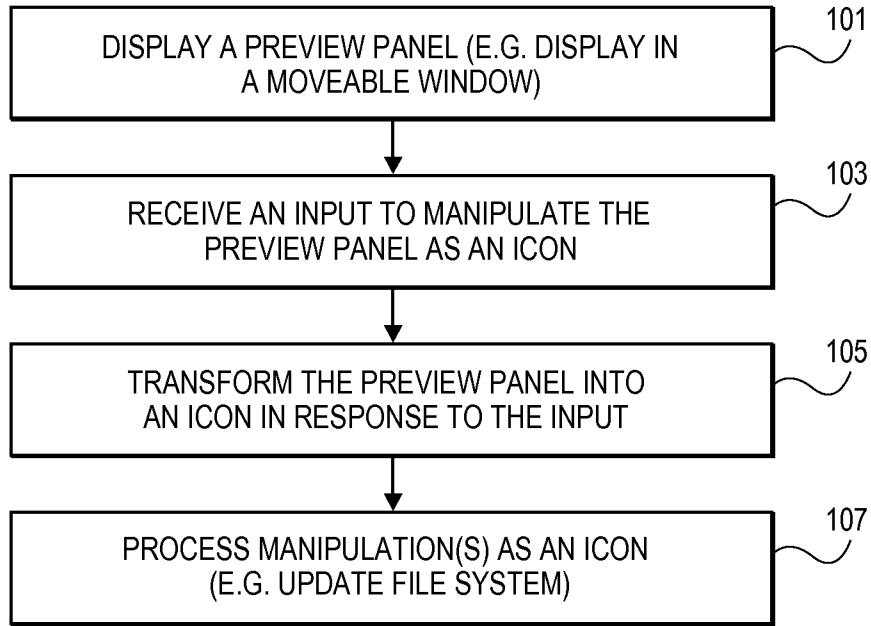 DISPLAY A PREVIEW PANEL (E.G. DISPLAY IN
A MOVEABLE WINDOW)
101
RECEIVE AN INPUT TO MANIPULATE THE
PREVIEW PANEL AS AN ICON
103
TRANSFORM THE PREVIEW PANEL INTO
AN ICON IN RESPONSE TO THE INPUT
105
PROCESS MANIPULATION(S) AS AN ICON
(E.G. UPDATE FILE SYSTEM)
107